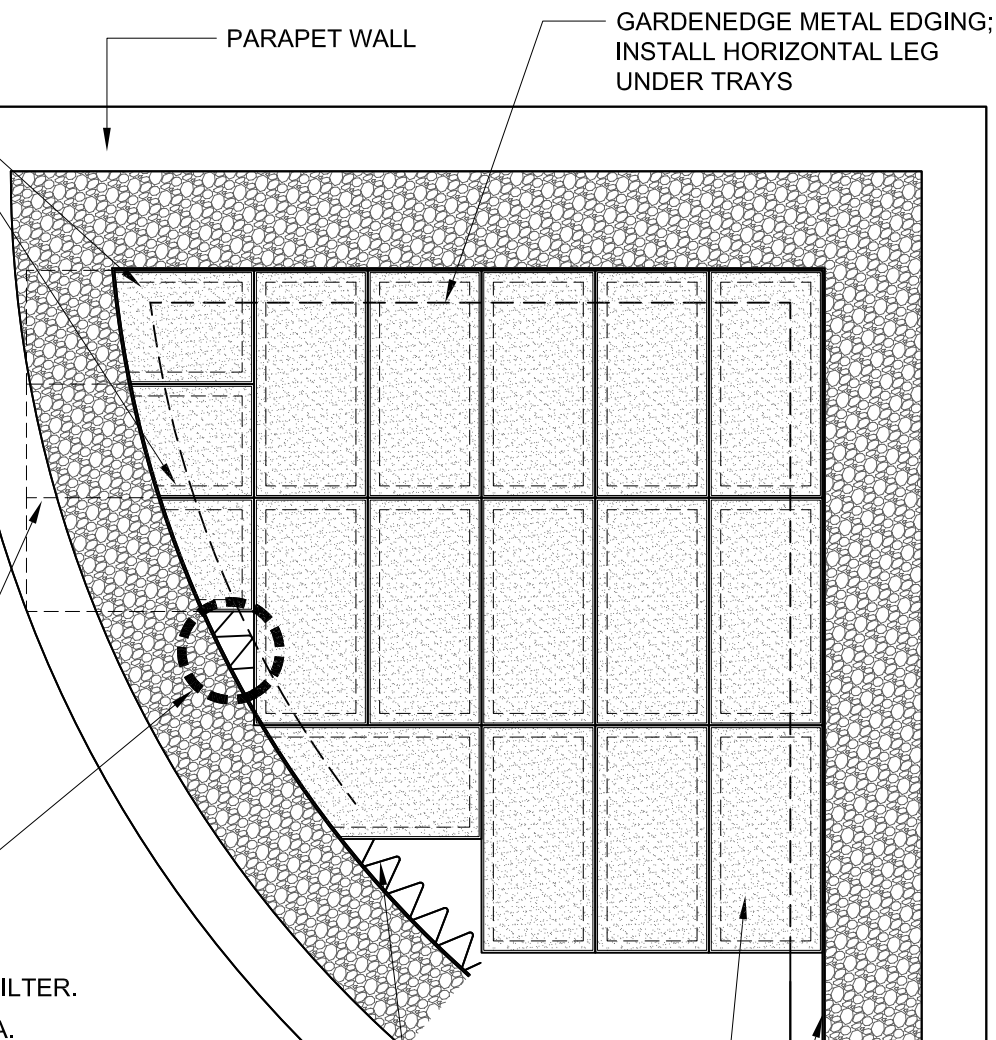 PARAPET WALL
GARDENEDGE METAL EDGING;
INSTALL HORIZONTAL LEG
UNDER TRAYS
ILTER.
A.